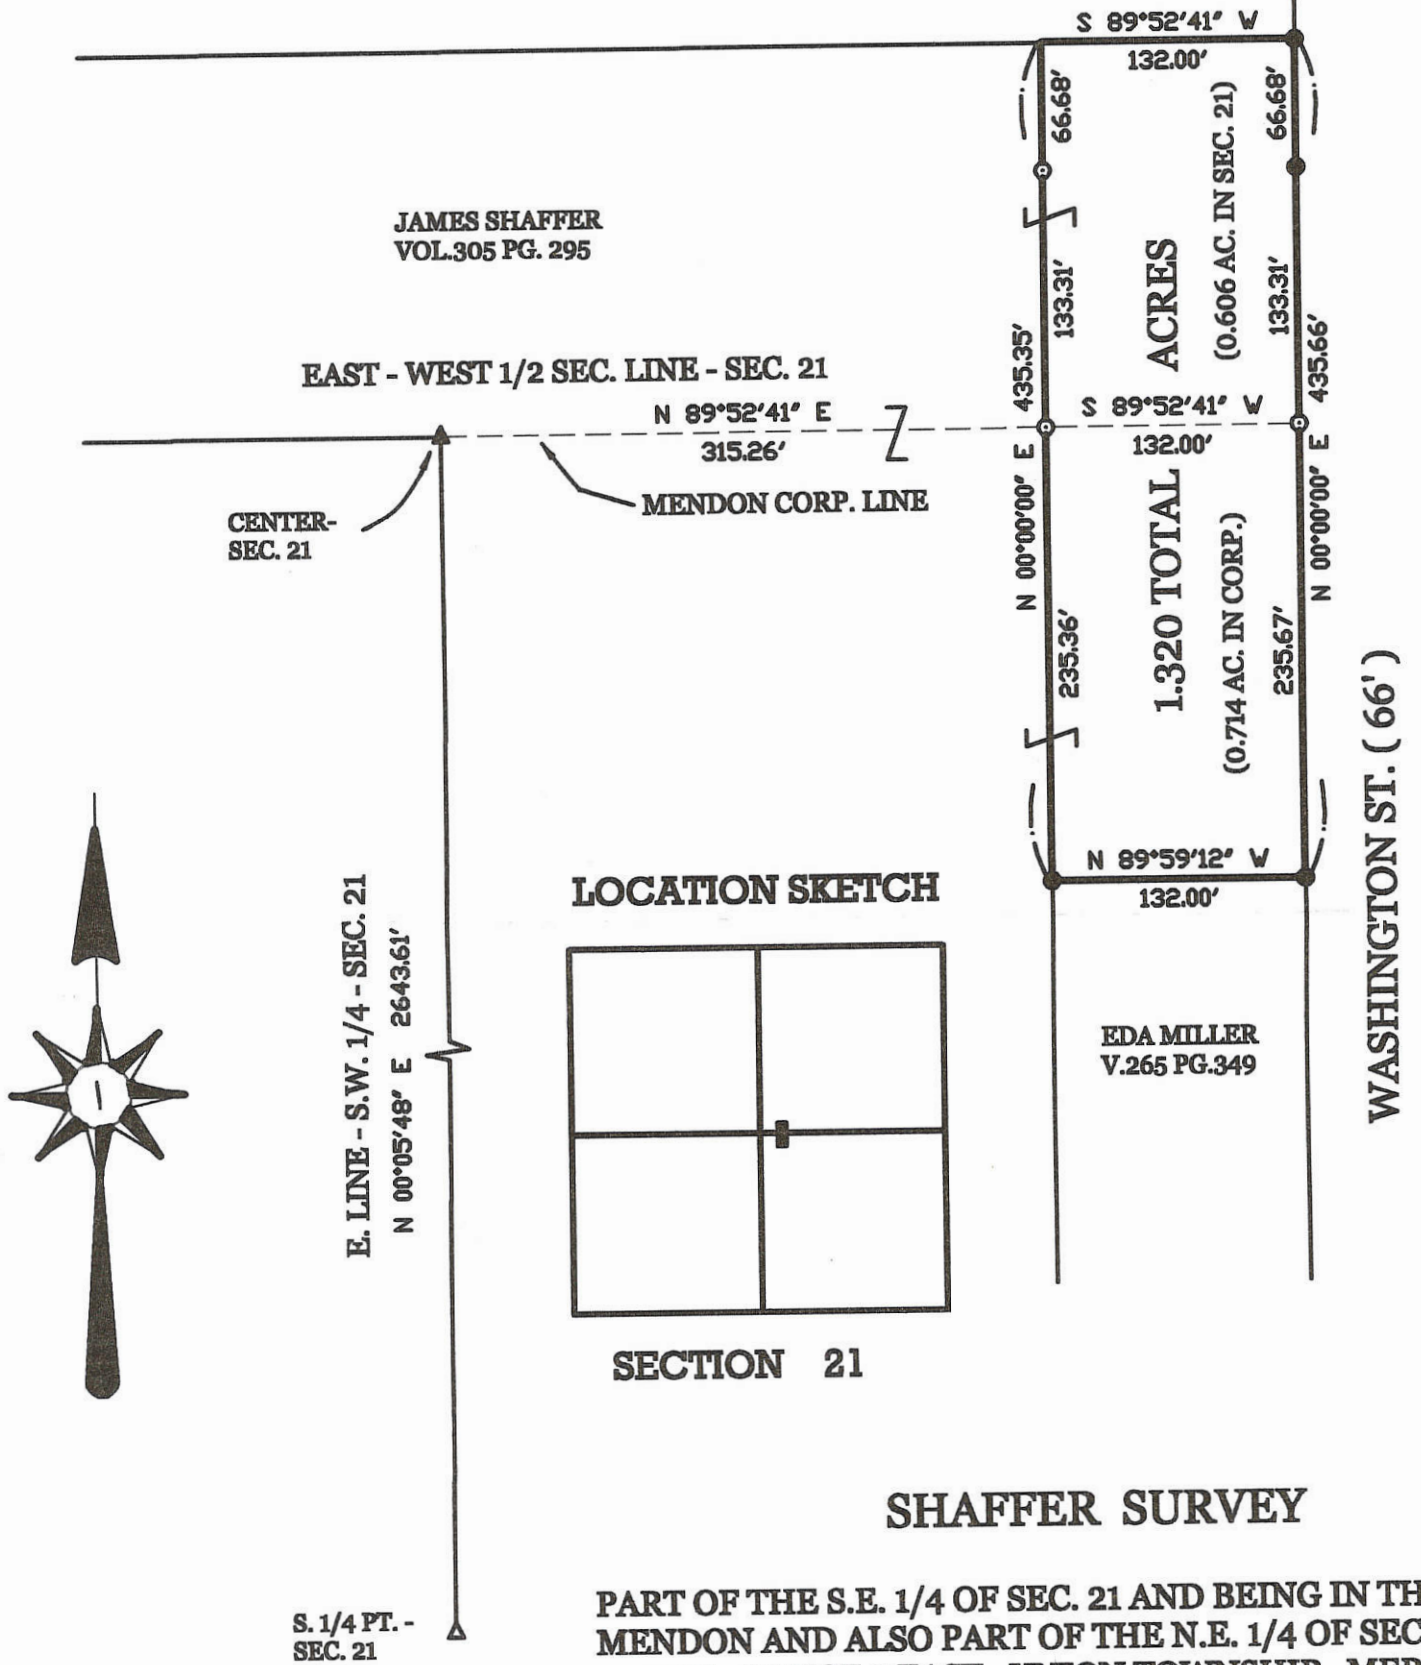 S 89°52'41" W
132.00'
66.68'
66.68'
(0.606 AC. IN SEC. 21)
JAMES SHAFFER
VOL.305 PG. 295
133.31'
ACRES
133.31'
435.35'
435.66'
EAST - WEST 1/2 SEC. LINE - SEC. 21
N 89°52'41" E
315.26'
S 89°52'41" W
132.00'
MENDON CORP. LINE
CENTER-
SEC. 21
N 00°00'00" E
N 00°00'00" E
1.320 TOTAL
(0.714 AC. IN CORP.)
235.36'
235.67'
WASHINGTON ST. ( 66' )
N 89°59'12" W
132.00'
LOCATION SKETCH
E. LINE - S.W. 1/4 - SEC. 21
N 00°05'48" E 2643.61'
EDA MILLER
V.265 PG.349
SECTION 21
SHAFFER SURVEY
S. 1/4 PT. -
SEC. 21
PART OF THE S.E. 1/4 OF SEC. 21 AND BEING IN TH
MENDON AND ALSO PART OF THE N.E. 1/4 OF SEC